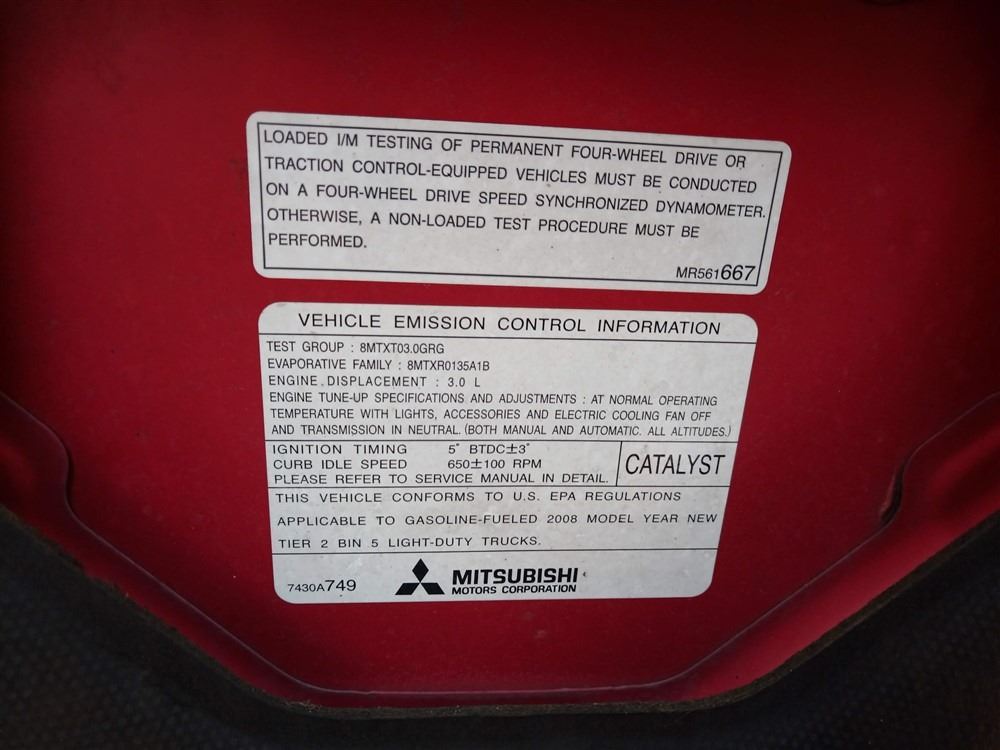 LOADED I/M TESTING OF PERMANENT FOUR-WHEEL DRIVE OR
TRACTION CONTROL-EQUIPPED VEHICLES MUST BE CONDUCTED
ON A FOUR-WHEEL DRIVE SPEED SYNCHRONIZED DYNAMOMETER.
OTHERWISE, A NON-LOADED TEST PROCEDURE MUST BE
PERFORMED.
MR561667
VEHICLE EMISSION CONTROL INFORMATION
TEST GROUP : 8MTXT03.0GRG
EVAPORATIVE FAMILY : 8MTXR0135A1B
ENGINE DISPLACEMENT : 3.0 L
ENGINE TUNE-UP SPECIFICATIONS AND ADJUSTMENTS : AT NORMAL OPERATING
TEMPERATURE WITH LIGHTS, ACCESSORIES AND ELECTRIC COOLING FAN OFF
AND TRANSMISSION IN NEUTRAL. (BOTH MANUAL AND AUTOMATIC. ALL ALTITUDES.)
IGNITION TIMING 5° BTDC±3°
CURB IDLE SPEED 650±100 RPM
PLEASE REFER TO SERVICE MANUAL IN DETAIL.
CATALYST
THIS VEHICLE CONFORMS TO U.S. EPA REGULATIONS
APPLICABLE TO GASOLINE-FUELED 2008 MODEL YEAR NEW
TIER 2 BIN 5 LIGHT-DUTY TRUCKS.
7430A749
MITSUBISHI
MOTORS CORPORATION